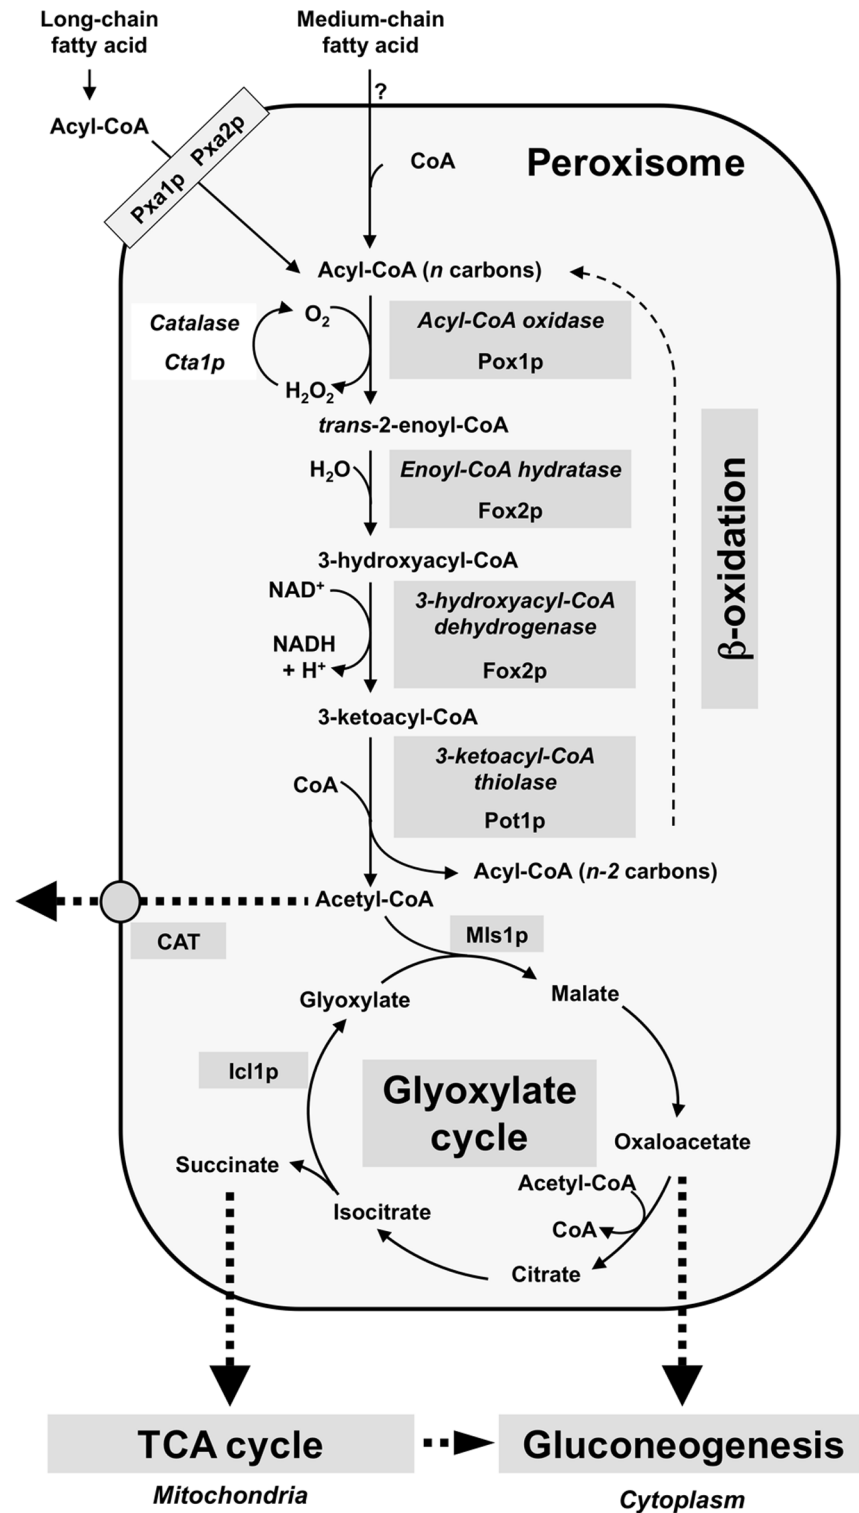 Long-chain
fatty acid
Medium-chain
fatty acid
?
Acyl-CoA
Pxa1p Pxa2p
CoA
Peroxisome
Acyl-CoA (n carbons)
Catalase
Cta1p
O2
H2O2
Acyl-CoA oxidase
Pox1p
trans-2-enoyl-CoA
H2O
Enoyl-CoA hydratase
Fox2p
3-hydroxyacyl-CoA
NAD+
NADH
+ H+
3-hydroxyacyl-CoA
dehydrogenase
Fox2p
β-oxidation
3-ketoacyl-CoA
CoA
3-ketoacyl-CoA
thiolase
Pot1p
Acyl-CoA (n-2 carbons)
Acetyl-CoA
CAT
Mls1p
Glyoxylate
Malate
Icl1p
Glyoxylate
cycle
Oxaloacetate
Succinate
Acetyl-CoA
CoA
Isocitrate
Citrate
TCA cycle
Gluconeogenesis
Mitochondria
Cytoplasm